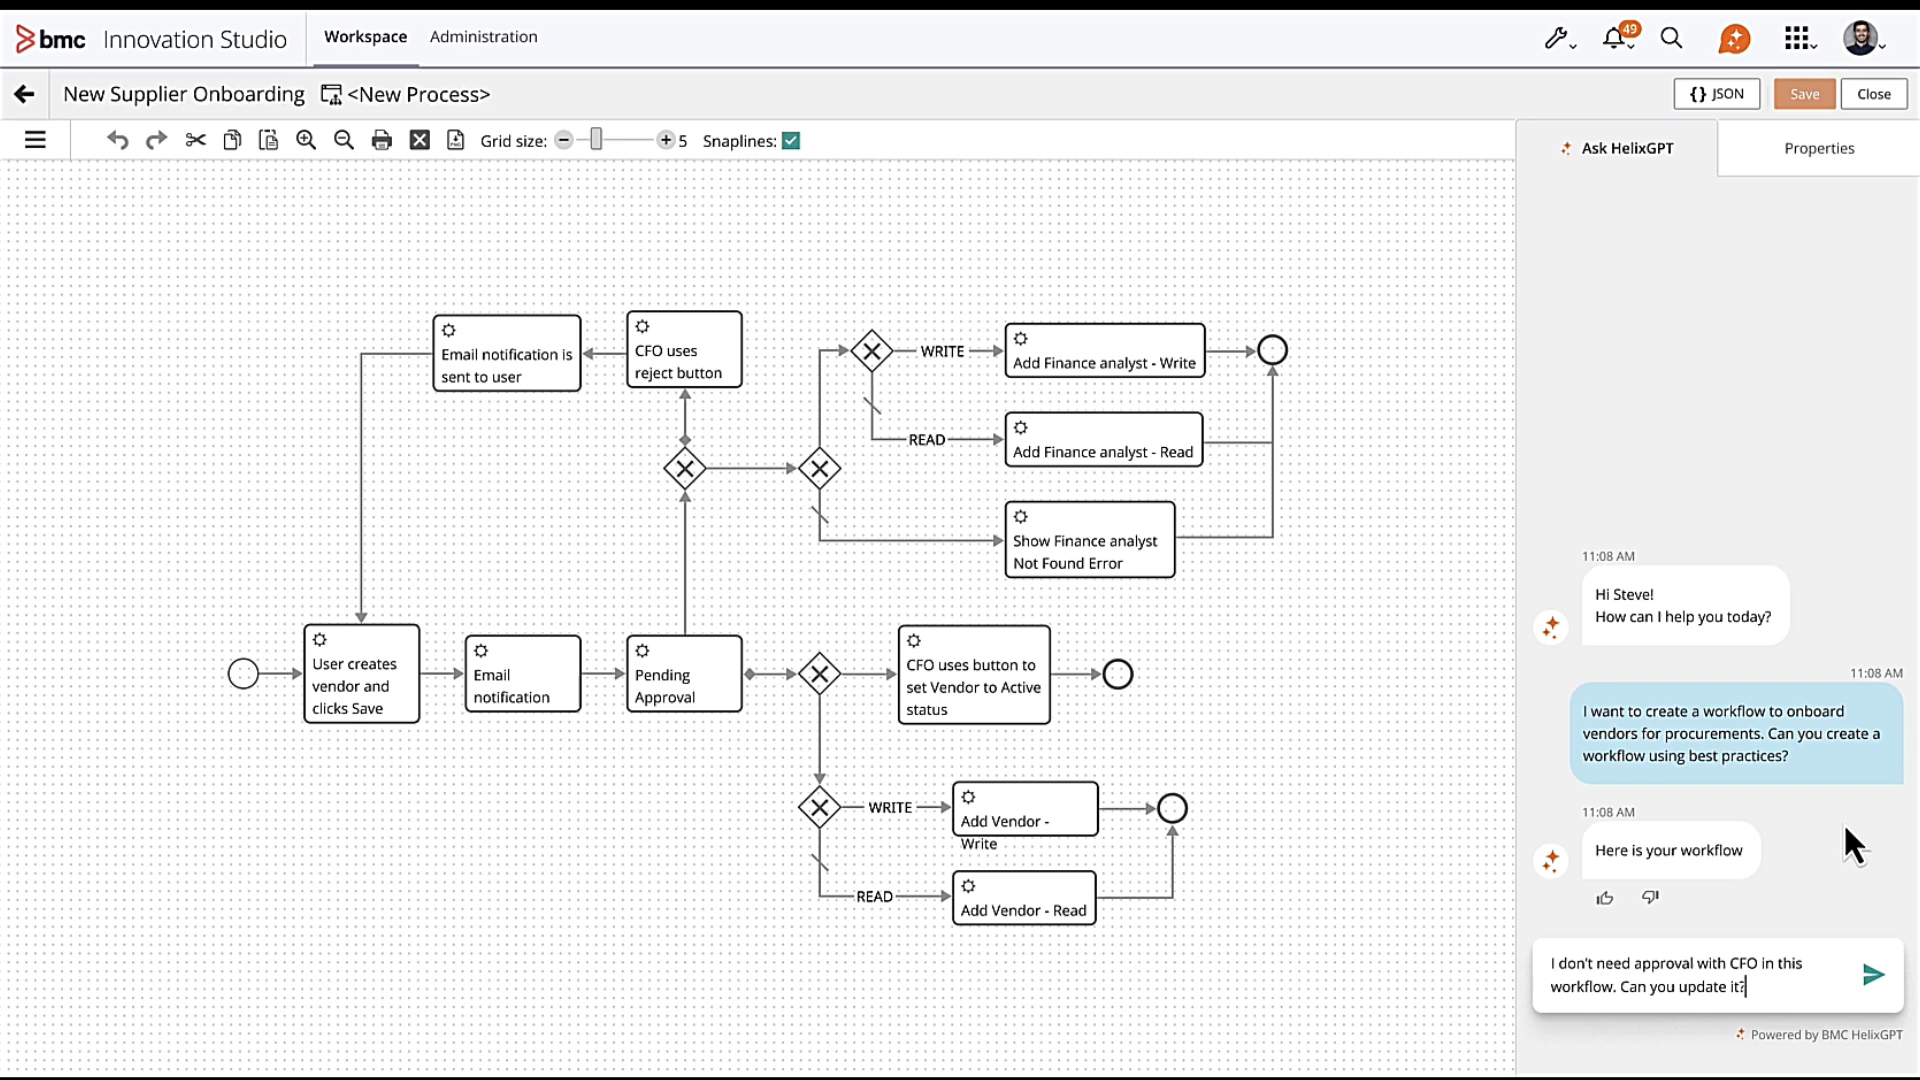 bmc Innovation Studio
Workspace
Administration
49
New Supplier Onboarding
<New Process>
{} JSON
Save
Close
Grid size:
5
Snaplines:
Ask HelixGPT
Properties
Email notification is
sent to user
CFO uses
reject button
WRITE
Add Finance analyst - Write
READ
Add Finance analyst - Read
Show Finance analyst
Not Found Error
User creates
vendor and
clicks Save
Email
notification
Pending
Approval
CFO uses button to
set Vendor to Active
status
WRITE
Add Vendor -
Write
READ
Add Vendor - Read
11:08 AM
Hi Steve!
How can I help you today?
11:08 AM
I want to create a workflow to onboard
vendors for procurements. Can you create a
workflow using best practices?
11:08 AM
Here is your workflow
I don't need approval with CFO in this
workflow. Can you update it?
Powered by BMC HelixGPT